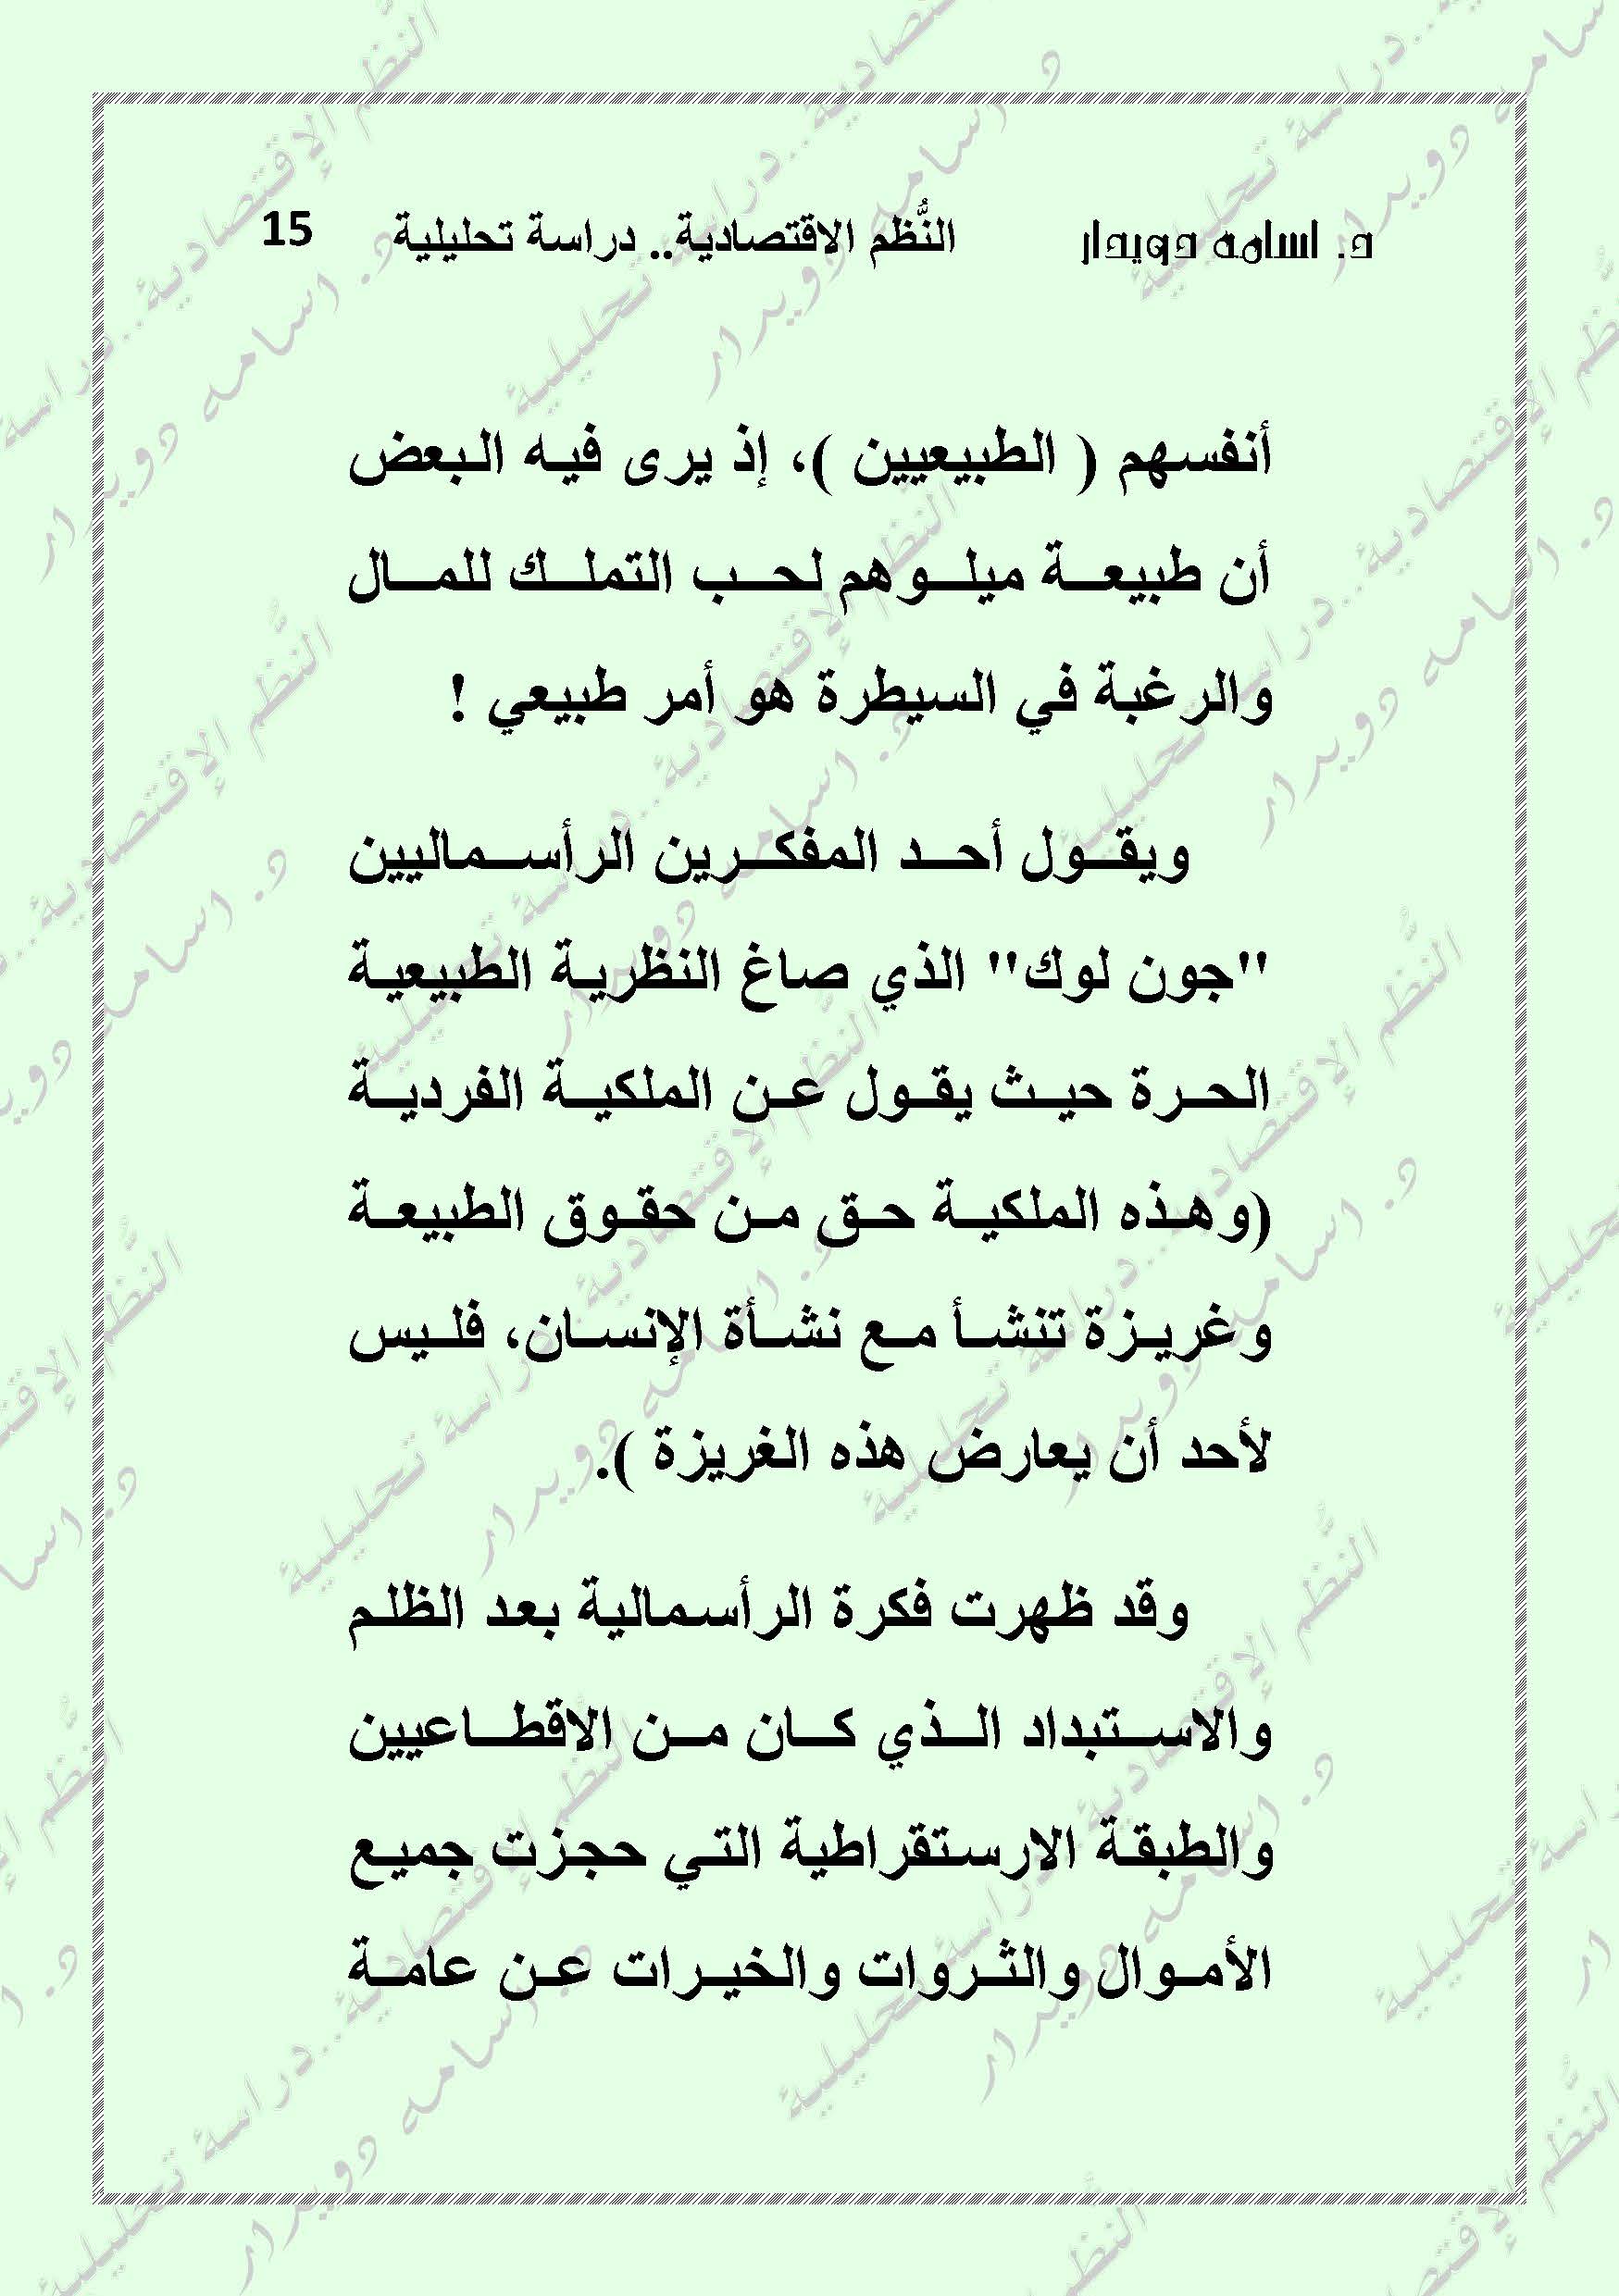 د. اسامه دويدار النُّظم الاقتصادية.. دراسة تحليلية 15
أنفسهم ( الطبيعيين )، إذ يرى فيه البعض
أن طبيعة ميلوهم لحب التملك للمال
والرغبة في السيطرة هو أمر طبيعي !
ويقول أحد المفكرين الرأسماليين
"جون لوك" الذي صاغ النظرية الطبيعية
الحرة حيث يقول عن الملكية الفردية
(وهذه الملكية حق من حقوق الطبيعة
وغريزة تنشأ مع نشأة الإنسان، فليس
لأحد أن يعارض هذه الغريزة ).
وقد ظهرت فكرة الرأسمالية بعد الظلم
والاستبداد الذي كان من الاقطاعيين
والطبقة الارستقراطية التي حجزت جميع
الأموال والثروات والخيرات عن عامة